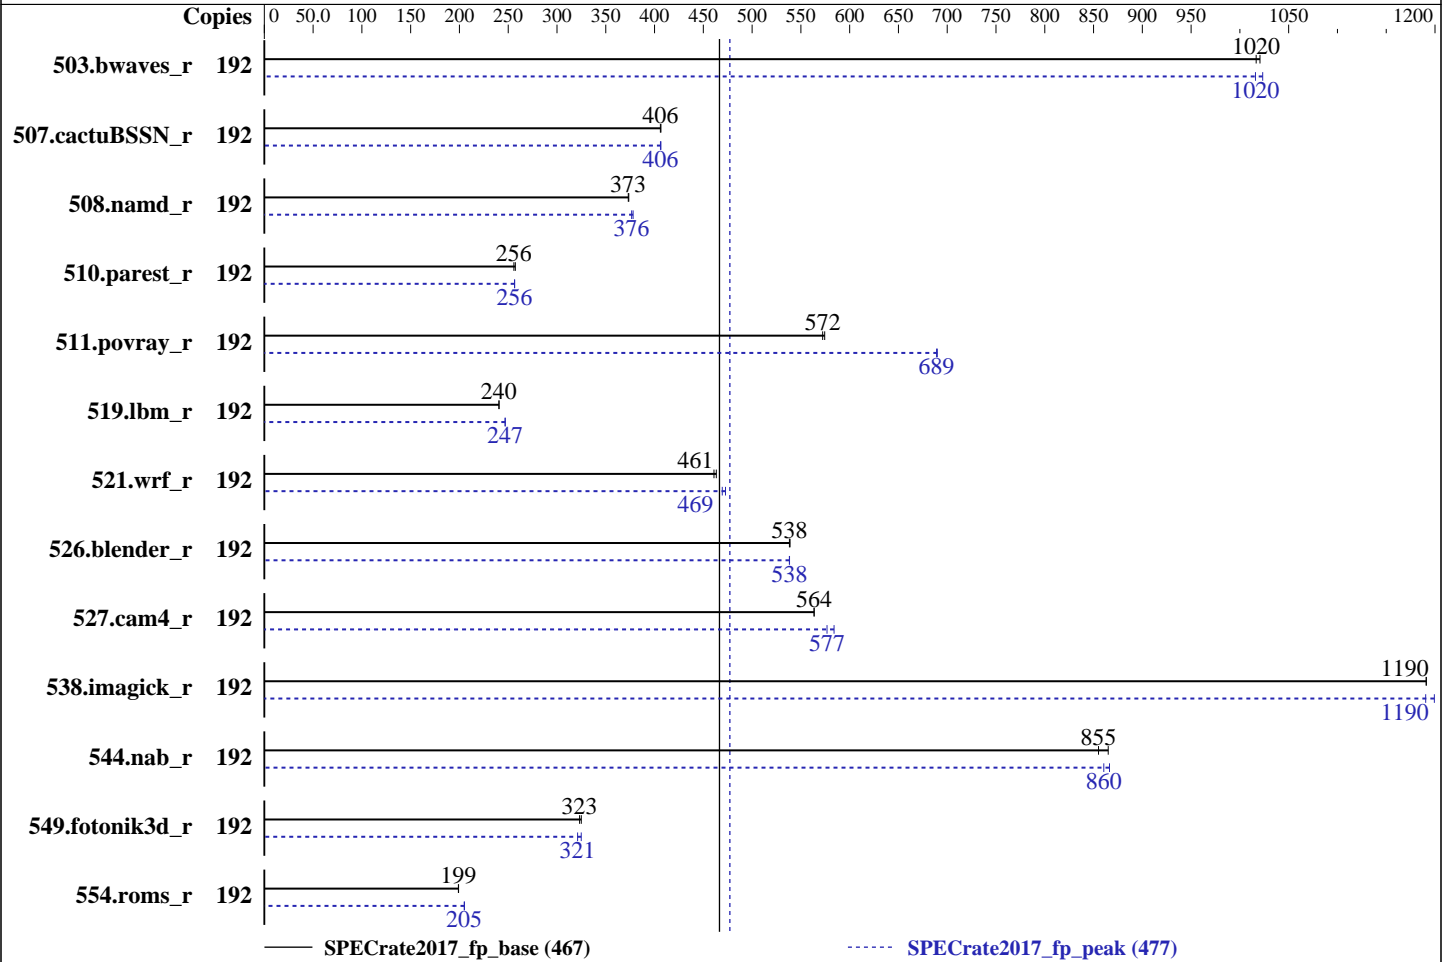 Copies 0 50.0 100 150 200 250 300 350 400 450 500 550 600 650 700 750 800 850 900 950 1050 1200
1020
503.bwaves_r 192
1020
406
507.cactuBSSN_r 192
406
373
508.namd_r 192
376
256
510.parest_r 192
256
572
511.povray_r 192
689
240
519.lbm_r 192
247
461
521.wrf_r 192
469
538
526.blender_r 192
538
564
527.cam4_r 192
577
1190
538.imagick_r 192
1190
855
544.nab_r 192
860
323
549.fotonik3d_r 192
321
199
554.roms_r 192
205
SPECrate2017_fp_base (467) SPECrate2017_fp_peak (477)